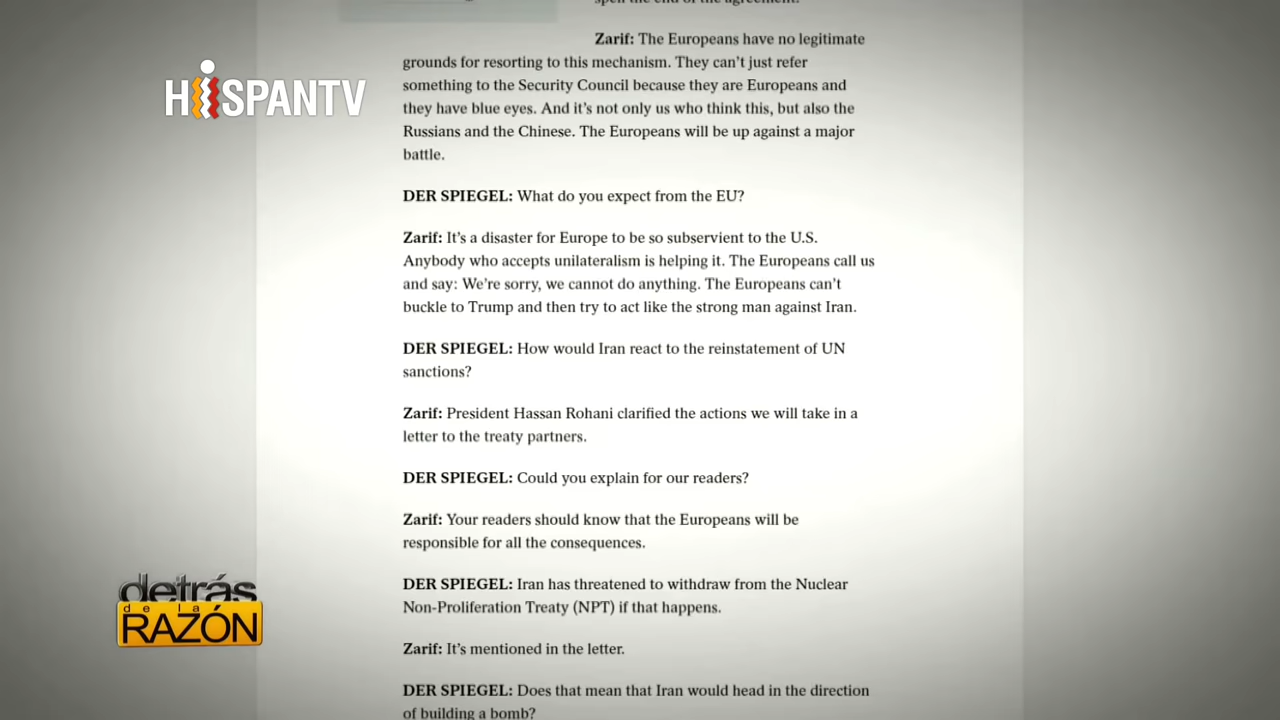 spell the end of the agreement.
Zarif: The Europeans have no legitimate
grounds for resorting to this mechanism. They can't just refer
something to the Security Council because they are Europeans and
they have blue eyes. And it's not only us who think this, but also the
Russians and the Chinese. The Europeans will be up against a major
battle.
HISPANTV
DER SPIEGEL: What do you expect from the EU?
Zarif: It's a disaster for Europe to be so subservient to the U.S.
Anybody who accepts unilateralism is helping it. The Europeans call us
and say: We're sorry, we cannot do anything. The Europeans can't
buckle to Trump and then try to act like the strong man against Iran.
DER SPIEGEL: How would Iran react to the reinstatement of UN
sanctions?
Zarif: President Hassan Rohani clarified the actions we will take in a
letter to the treaty partners.
DER SPIEGEL: Could you explain for our readers?
Zarif: Your readers should know that the Europeans will be
responsible for all the consequences.
DER SPIEGEL: Iran has threatened to withdraw from the Nuclear
Non-Proliferation Treaty (NPT) if that happens.
Zarif: It's mentioned in the letter.
DER SPIEGEL: Does that mean that Iran would head in the direction
of building a bomb?
detrás
de la
RAZÓN